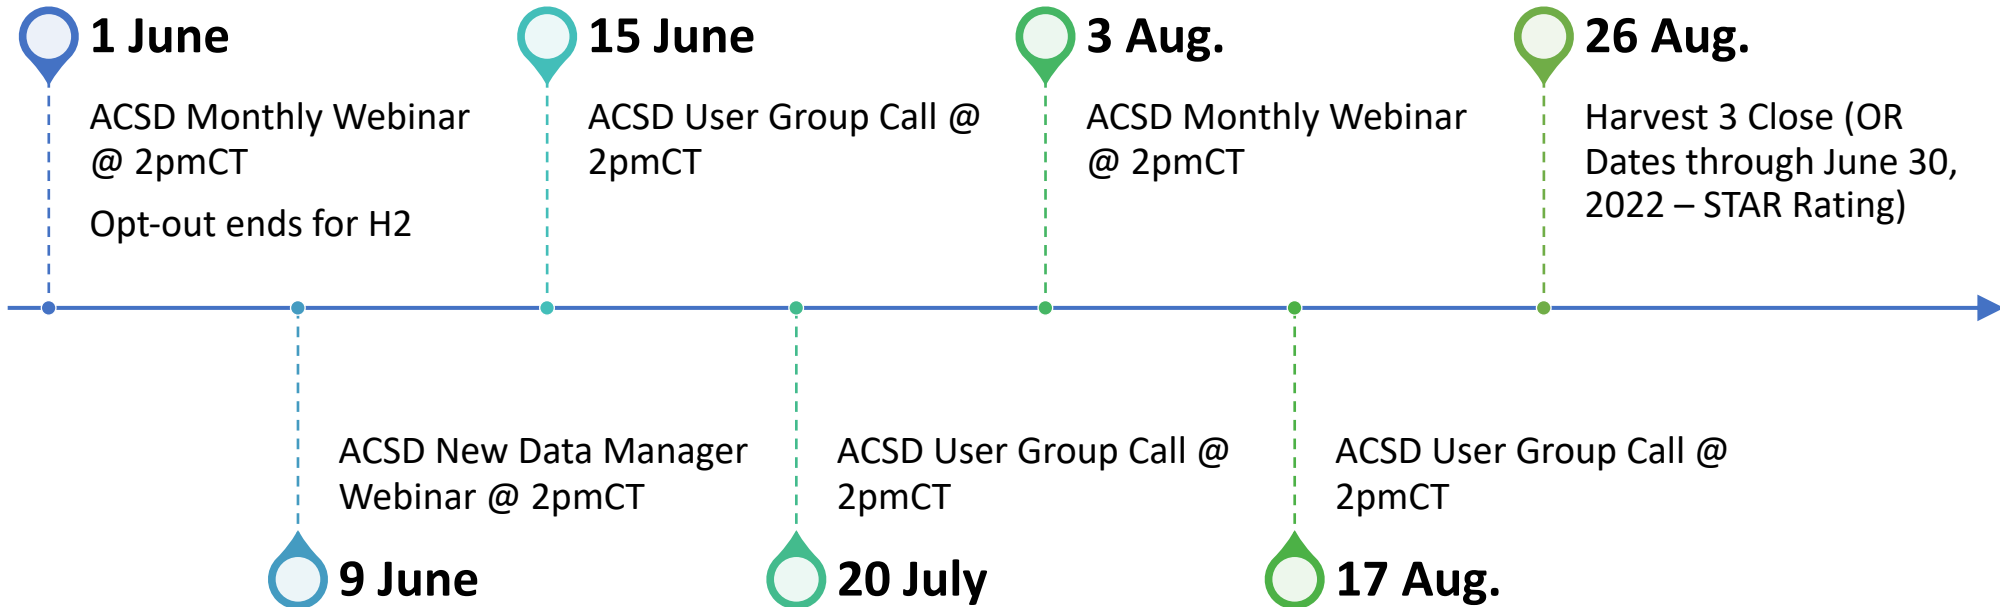 1 June
ACSD Monthly Webinar
@ 2pmCT
Opt-out ends for H2
15 June
ACSD User Group Call @
2pmCT
3 Aug.
ACSD Monthly Webinar
@ 2pmCT
26 Aug.
Harvest 3 Close (OR
Dates through June 30,
2022 – STAR Rating)
ACSD New Data Manager
Webinar @ 2pmCT
9 June
ACSD User Group Call @
2pmCT
20 July
ACSD User Group Call @
2pmCT
17 Aug.